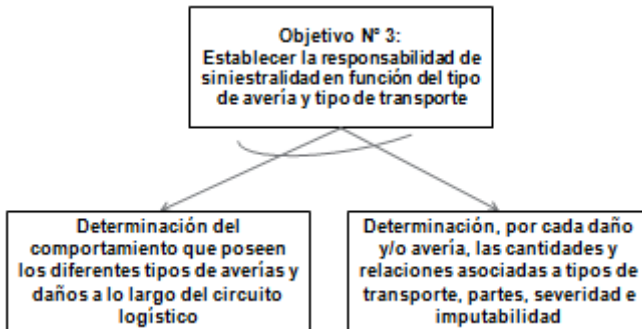 Objetivo N° 3:
Establecer la responsabilidad de
siniestralidad en función del tipo
de avería y tipo de transporte
Determinación del
comportamiento que poseen
los diferentes tipos de averías y
daños a lo largo del circuito
logístico
Determinación, por cada daño
y/o avería, las cantidades y
relaciones asociadas a tipos de
transporte, partes, severidad e
imputabilidad